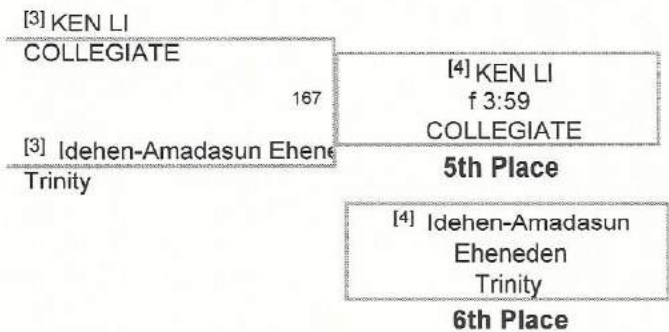 [3] KEN LI
COLLEGIATE
167
[3] Idehen-Amadasun Ehene
Trinity
[4] KEN LI
f 3:59
COLLEGIATE
5th Place
[4] Idehen-Amadasun
Eheneden
Trinity
6th Place